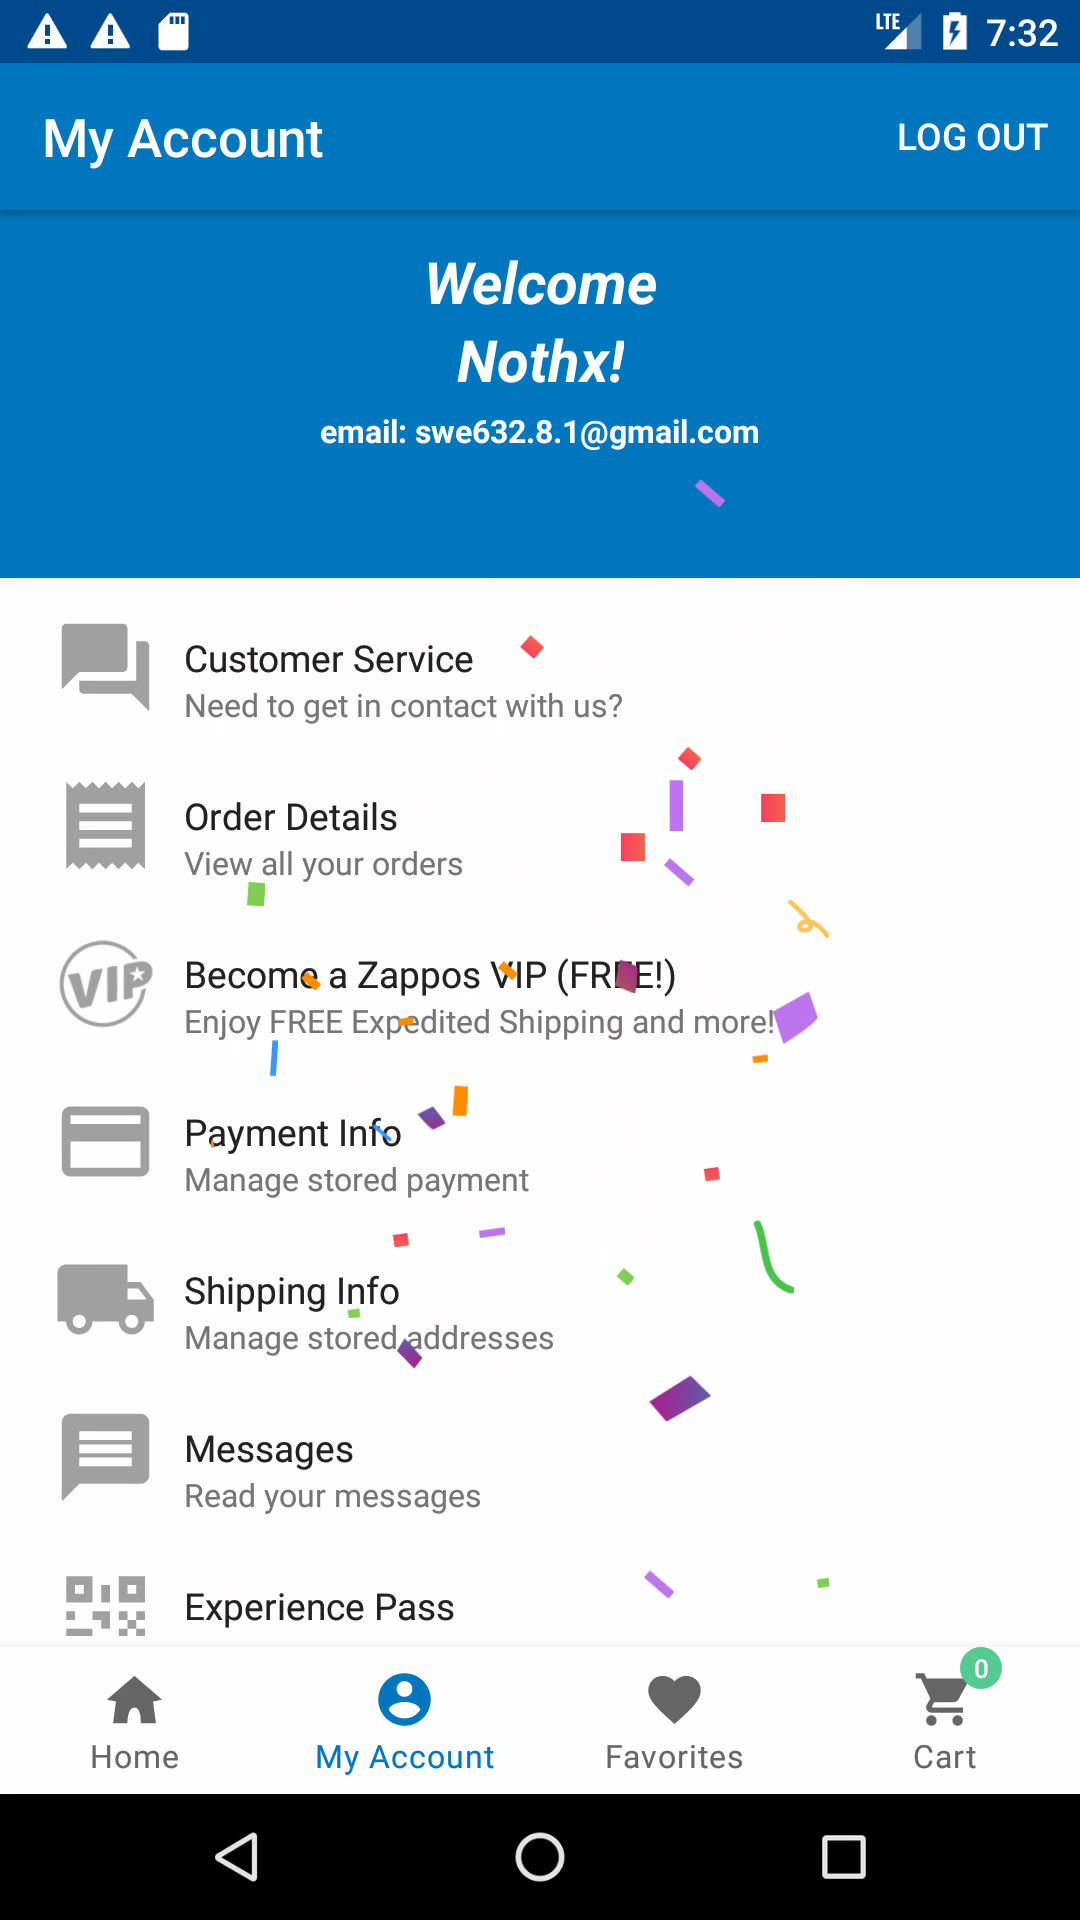 LTE 7:32
My Account
LOG OUT
Welcome
Nothx!
email: swe632.8.1@gmail.com
Customer Service
Need to get in contact with us?
Order Details
View all your orders
VIP
Become a Zappos VIP (FREE!)
Enjoy FREE Expedited Shipping and more!
Payment Info
Manage stored payment
Shipping Info
Manage stored addresses
Messages
Read your messages
Experience Pass
0
Home
My Account
Favorites
Cart